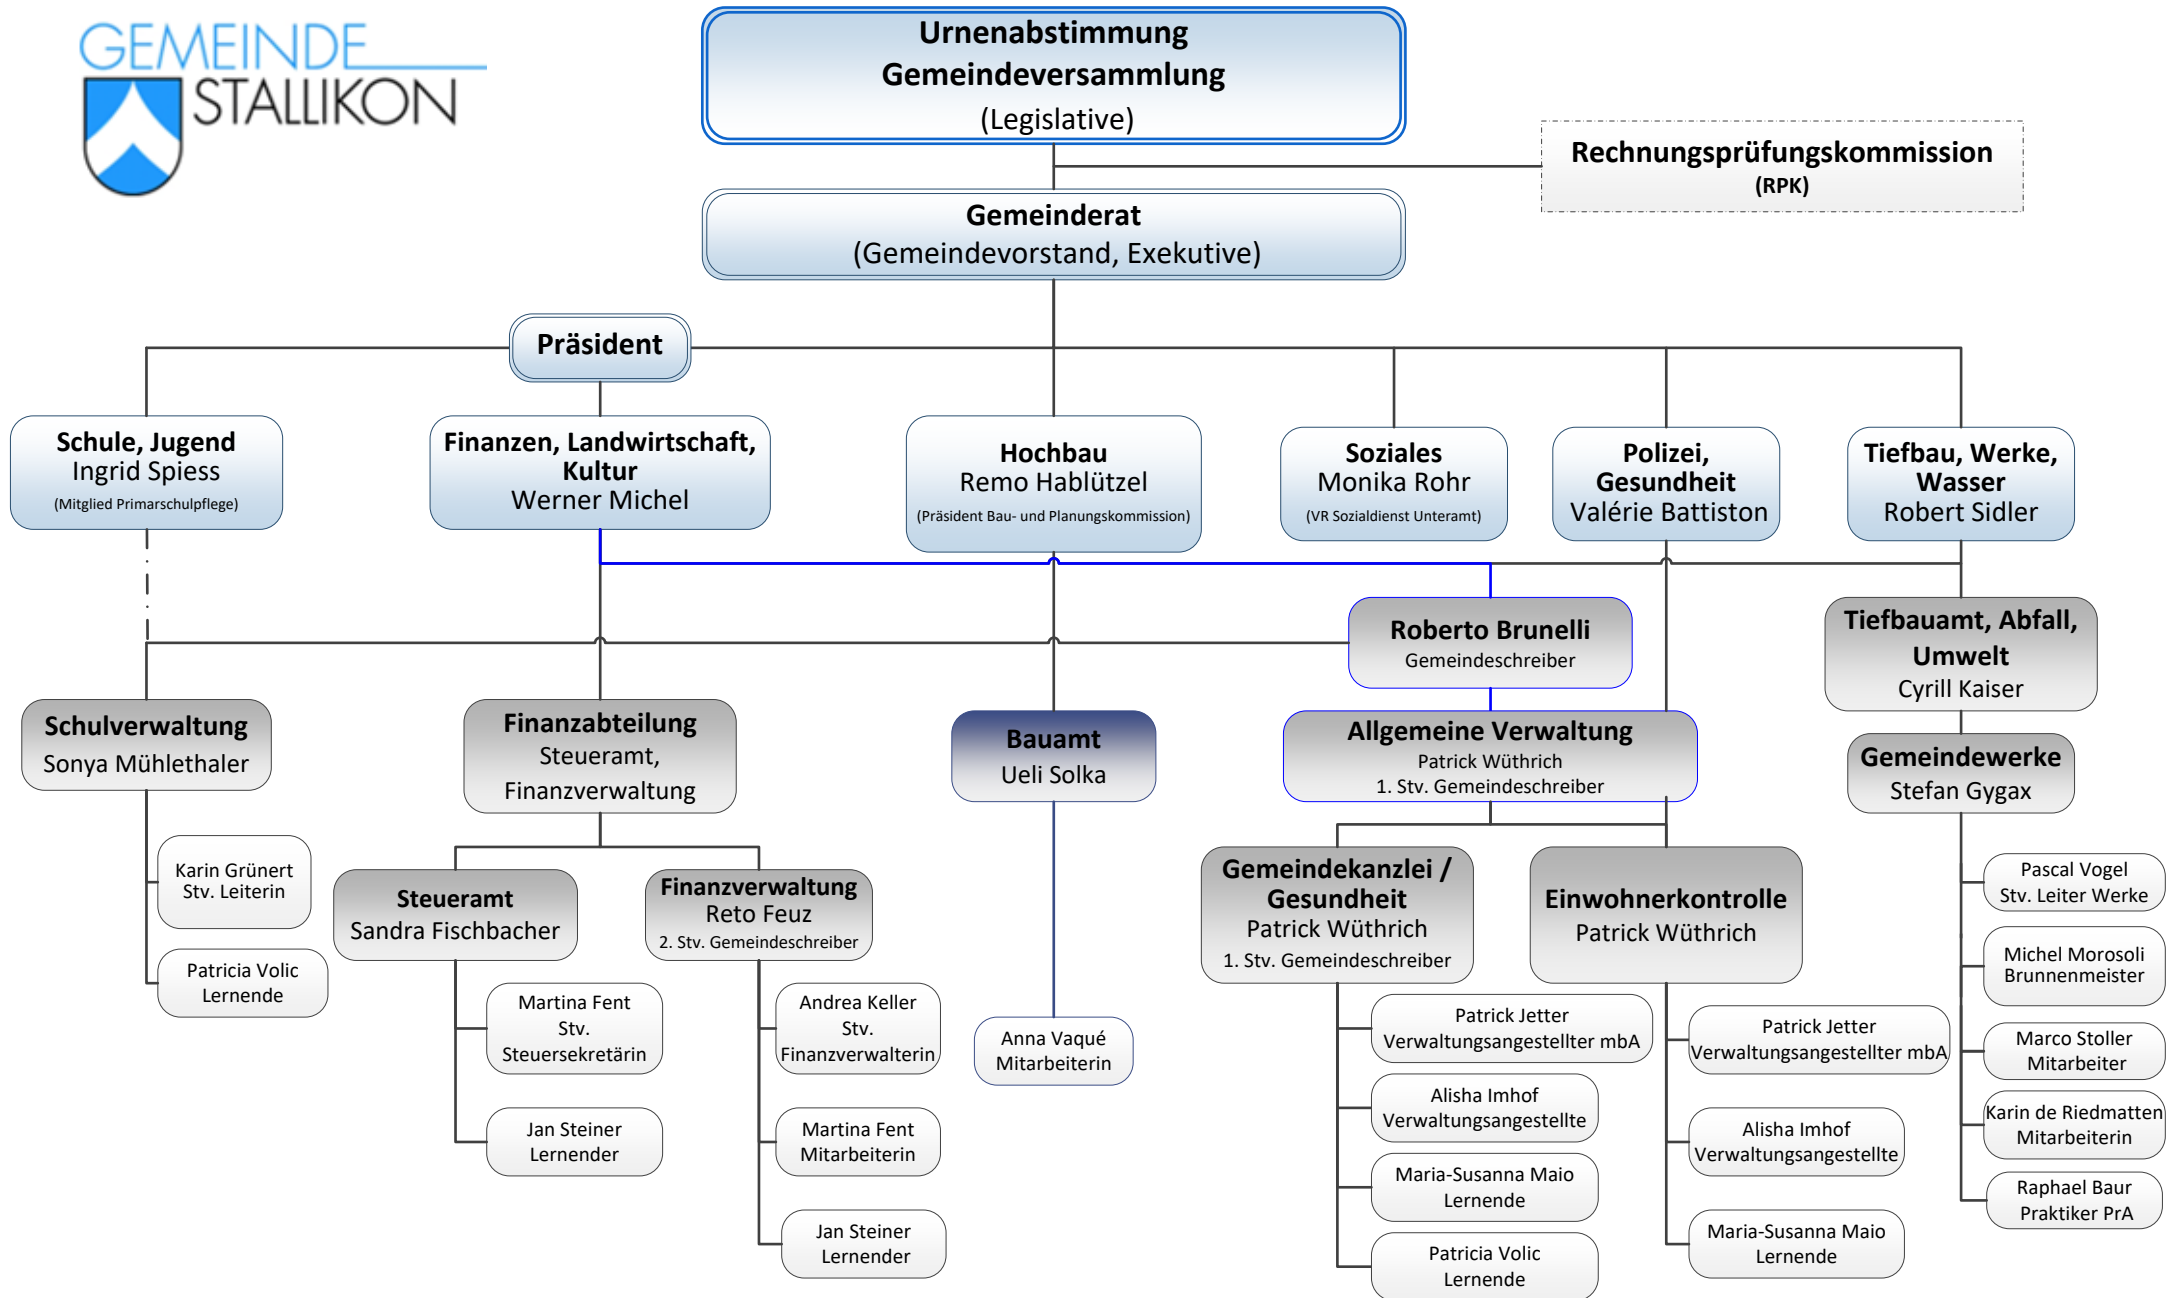 GEMEINDE
STALLIKON
Urnenabstimmung
Gemeindeversammlung
(Legislative)
Rechnungsprüfungskommission
(RPK)
Gemeinderat
(Gemeindevorstand, Exekutive)
Präsident
Schule, Jugend
Ingrid Spiess
(Mitglied Primarschulpflege)
Finanzen, Landwirtschaft,
Kultur
Werner Michel
Hochbau
Remo Hablützel
(Präsident Bau- und Planungskommission)
Soziales
Monika Rohr
(VR Sozialdienst Unteramt)
Polizei,
Gesundheit
Valérie Battiston
Tiefbau, Werke,
Wasser
Robert Sidler
Roberto Brunelli
Gemeindeschreiber
Tiefbauamt, Abfall,
Umwelt
Cyrill Kaiser
Schulverwaltung
Sonya Mühlethaler
Finanzabteilung
Steueramt,
Finanzverwaltung
Bauamt
Ueli Solka
Allgemeine Verwaltung
Patrick Wüthrich
1. Stv. Gemeindeschreiber
Gemeindewerke
Stefan Gygax
Karin Grünert
Stv. Leiterin
Patricia Volic
Lernende
Steueramt
Sandra Fischbacher
Finanzverwaltung
Reto Feuz
2. Stv. Gemeindeschreiber
Martina Fent
Stv.
Steuersekretärin
Jan Steiner
Lernender
Andrea Keller
Stv.
Finanzverwalterin
Martina Fent
Mitarbeiterin
Jan Steiner
Lernender
Anna Vaqué
Mitarbeiterin
Gemeindekanzlei /
Gesundheit
Patrick Wüthrich
1. Stv. Gemeindeschreiber
Einwohnerkontrolle
Patrick Wüthrich
Patrick Jetter
Verwaltungsangestellter mbA
Alisha Imhof
Verwaltungsangestellte
Maria-Susanna Maio
Lernende
Patricia Volic
Lernende
Patrick Jetter
Verwaltungsangestellter mbA
Alisha Imhof
Verwaltungsangestellte
Maria-Susanna Maio
Lernende
Pascal Vogel
Stv. Leiter Werke
Michel Morosoli
Brunnenmeister
Marco Stoller
Mitarbeiter
Karin de Riedmatten
Mitarbeiterin
Raphael Baur
Praktiker PrA